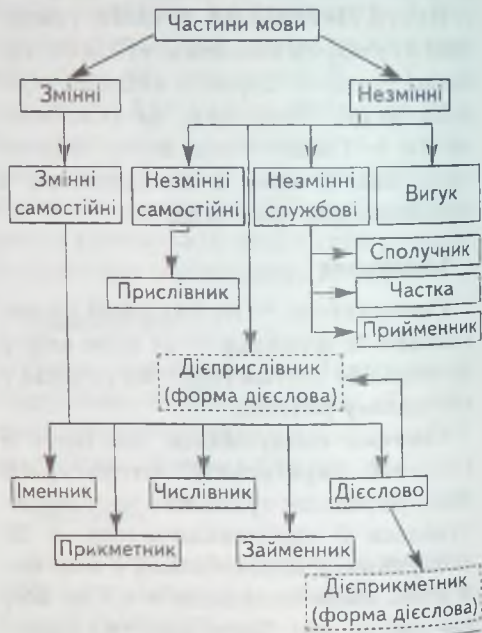 Частини мови
Змінні
Незмінні
Змінні
самостійні
Незмінні
самостійні
Незмінні
службові
Вигук
Сполучник
Частка
Прийменник
Прислівник
Дієприслівник
(форма дієслова)
Іменник
Числівник
Дієслово
Прикметник
Займенник
Дієприкметник
(форма дієслова)